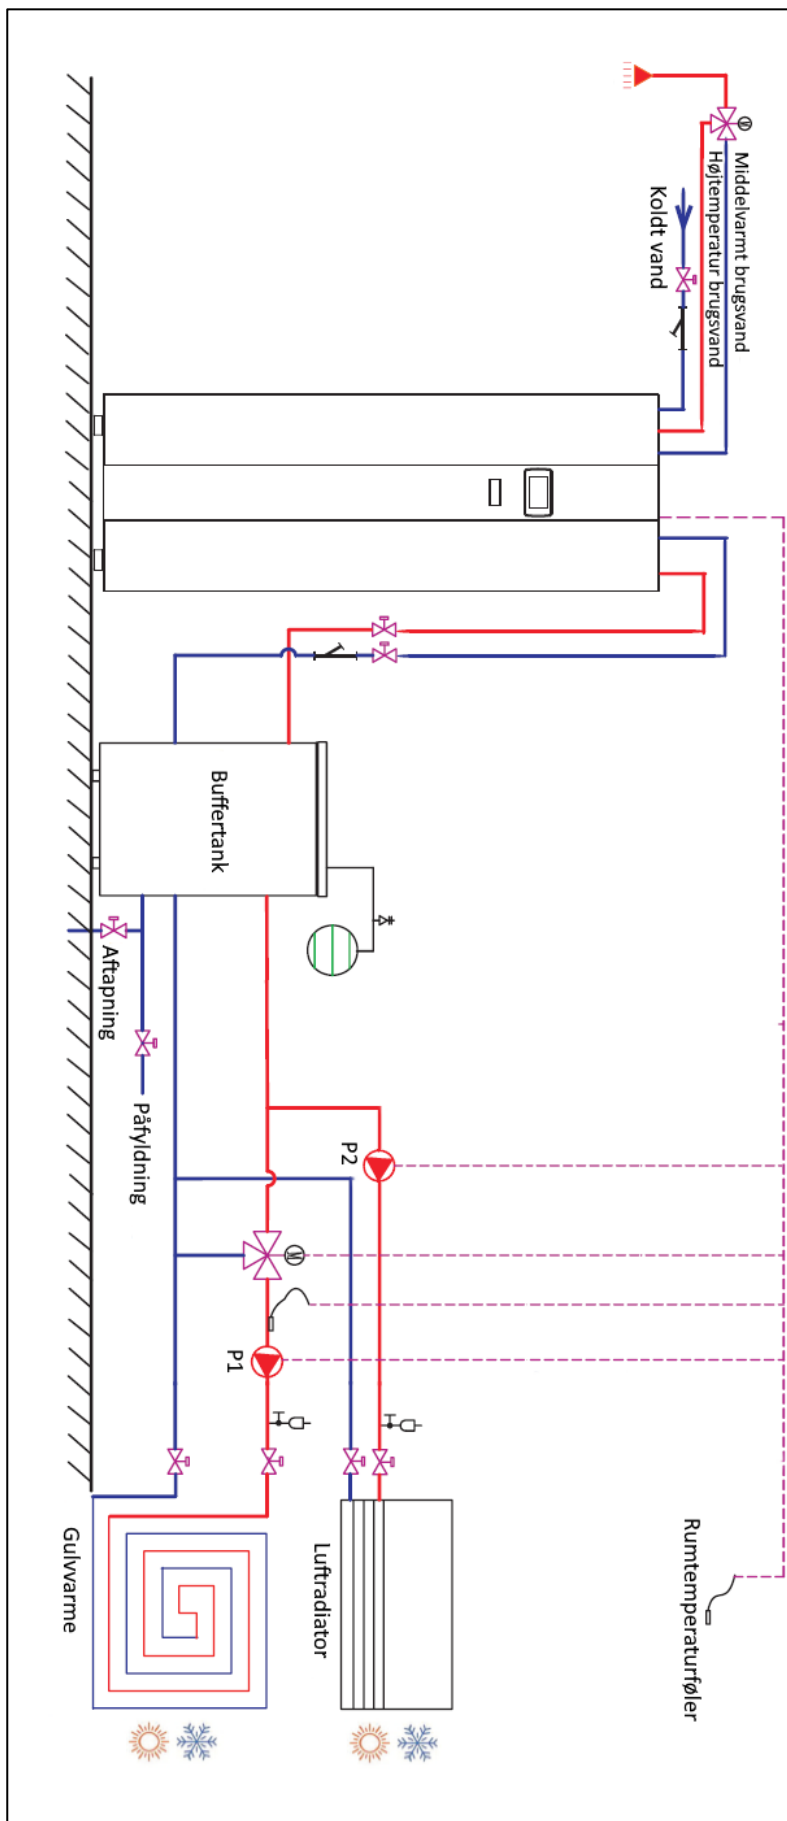 Middelvarmt brugsvand
Højtemperatur brugsvand
Koldt vand
M
Buffertank
Aftapning
Påfyldning
P2
M
P1
Gulvvarme
Luftradiator
Rumtemperaturføler